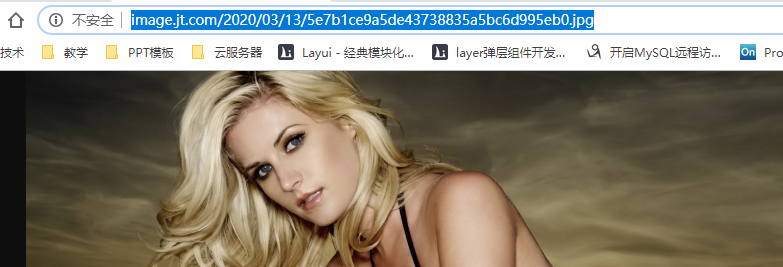 不安全 image.jt.com/2020/03/13/5e7b1ce9a5de43738835a5bc6d995eb0.jpg
技术 教学 PPT模板 云服务器 Layui - 经典模块化... layer弹层组件开发... 开启MySQL远程访... On Pro